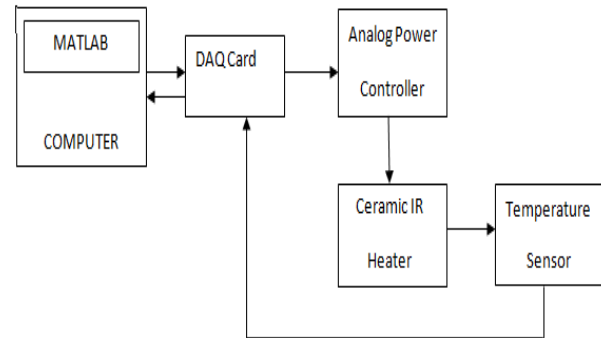 MATLAB
COMPUTER
DAQ Card
Analog Power
Controller
Ceramic IR
Heater
Temperature
Sensor